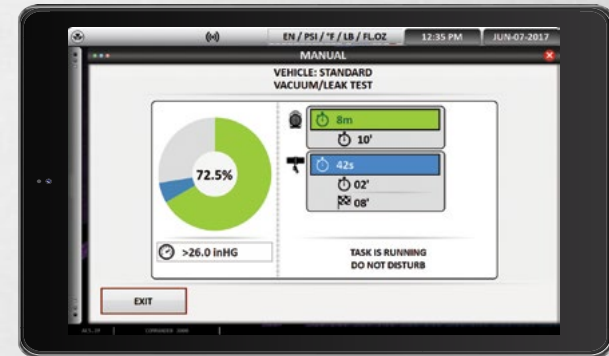 EN / PSI / °F / LB / FL.OZ
12:35 PM
JUN-07-2017
MANUAL
VEHICLE: STANDARD
VACUUM/LEAK TEST
72.5%
8m
10'
42s
02'
08'
>26.0 inHG
TASK IS RUNNING
DO NOT DISTURB
EXIT